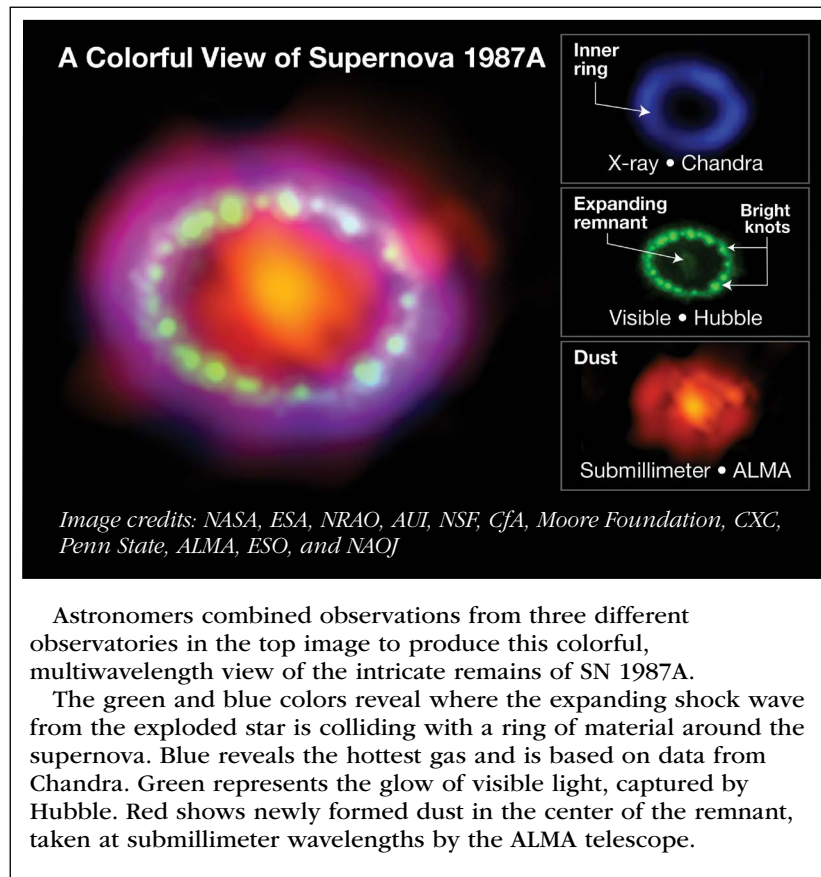 A Colorful View of Supernova 1987A
Inner
ring
X-ray • Chandra
Expanding
remnant
Bright
knots
Visible • Hubble
Dust
Submillimeter • ALMA
Image credits: NASA, ESA, NRAO, AUI, NSF, CfA, Moore Foundation, CXC,
Penn State, ALMA, ESO, and NAOJ
Astronomers combined observations from three different
observatories in the top image to produce this colorful,
multiwavelength view of the intricate remains of SN 1987A.
The green and blue colors reveal where the expanding shock wave
from the exploded star is colliding with a ring of material around the
supernova. Blue reveals the hottest gas and is based on data from
Chandra. Green represents the glow of visible light, captured by
Hubble. Red shows newly formed dust in the center of the remnant,
taken at submillimeter wavelengths by the ALMA telescope.